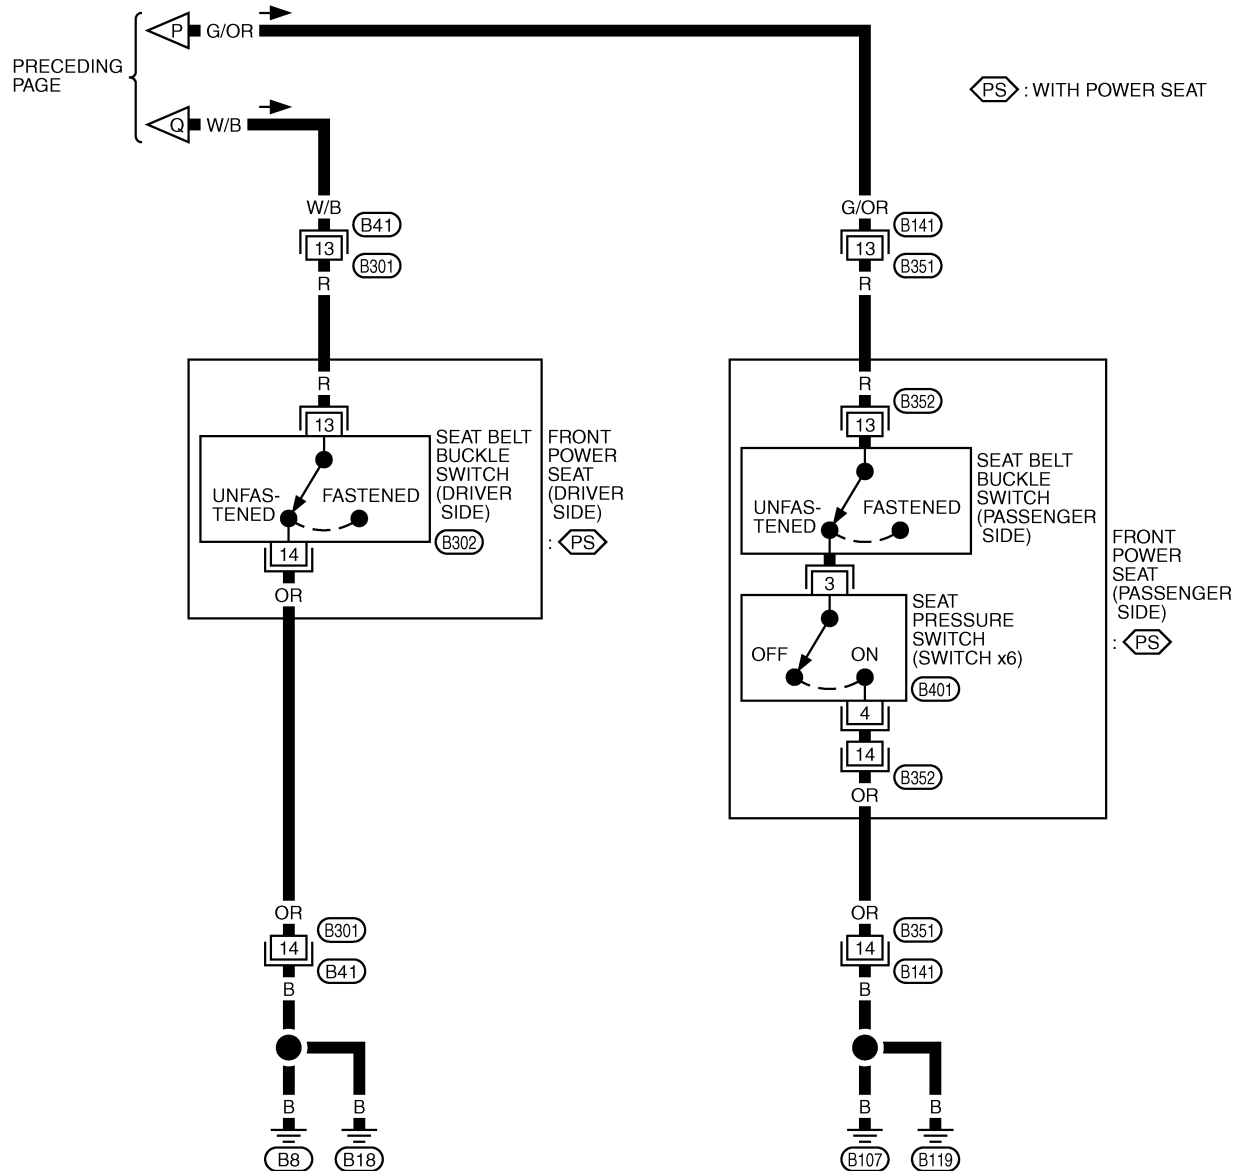 P G/OR
PRECEDING
PAGE
PS : WITH POWER SEAT
Q W/B
W/B
B41
13
B301
R
G/OR
B141
13
B351
R
R
13
SEAT BELT
BUCKLE
SWITCH
(DRIVER
SIDE)
B302
UNFAS-
TENED
FASTENED
14
OR
FRONT
POWER
SEAT
(DRIVER
SIDE)
: PS
R
B352
13
SEAT BELT
BUCKLE
SWITCH
(PASSENGER
SIDE)
UNFAS-
TENED
FASTENED
3
SEAT
PRESSURE
SWITCH
(SWITCH x6)
B401
OFF
ON
4
14
B352
OR
FRONT
POWER
SEAT
(PASSENGER
SIDE)
: PS
OR
B301
14
B41
B
B
B
B8
B18
OR
B351
14
B141
B
B
B
B107
B119